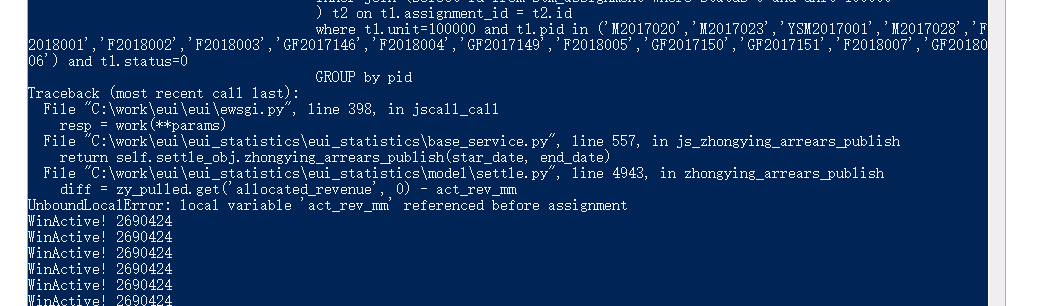 ) t2 on t1.assignment_id = t2.id
where t1.unit=100000 and t1.pid in ('M2017020','M2017023','YSM2017001','M2017028','F
2018001','F2018002','F2018003','GF2017146','F2018004','GF2017149','F2018005','GF2017150','GF2017151','F2018007','GF20180
06') and t1.status=0
GROUP by pid
Traceback (most recent call last):
File "C:\work\eui\eui\ewsgi.py", line 398, in jscall_call
resp = work(**params)
File "C:\work\eui\eui_statistics\eui_statistics\base_service.py", line 557, in js_zhongying_arrears_publish
return self.settle_obj.zhongying_arrears_publish(star_date, end_date)
File "C:\work\eui\eui_statistics\eui_statistics\model\settle.py", line 4943, in zhongying_arrears_publish
diff = zy_pulled.get('allocated_revenue', 0) - act_rev_mm
UnboundLocalError: local variable 'act_rev_mm' referenced before assignment
WinActive! 2690424
WinActive! 2690424
WinActive! 2690424
WinActive! 2690424
WinActive! 2690424
WinActive! 2690424